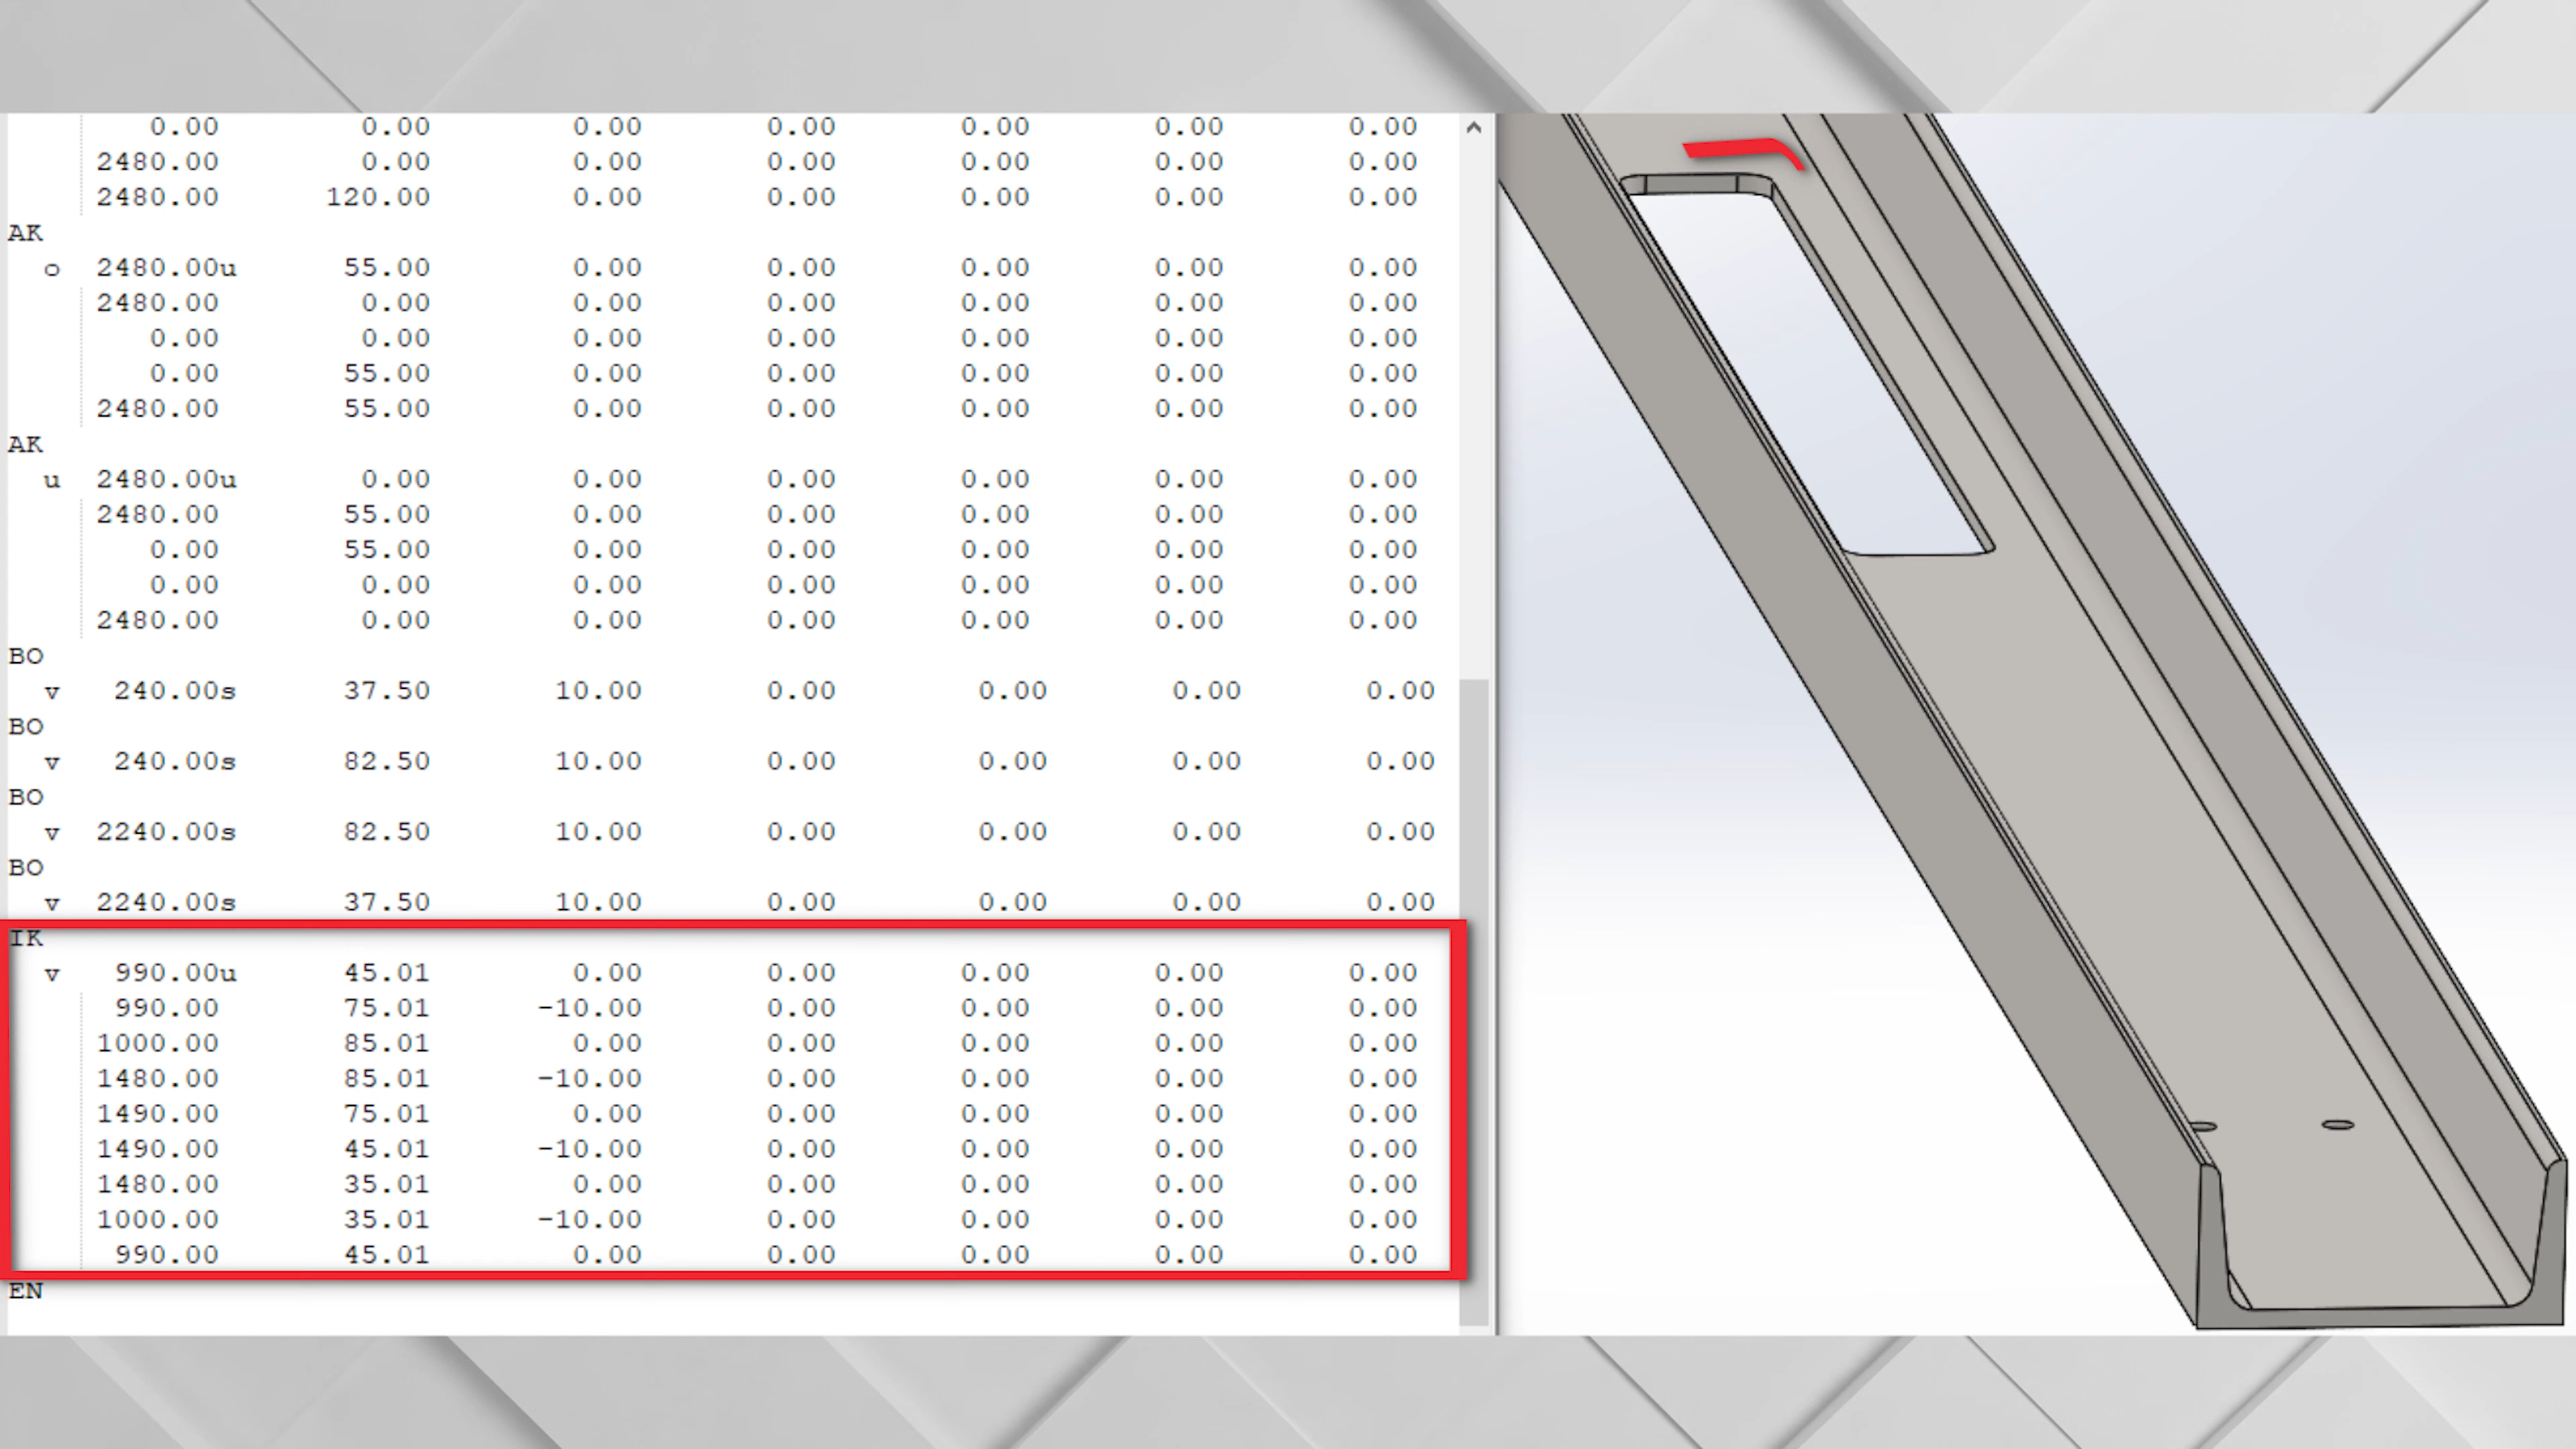 0.00 0.00 0.00 0.00 0.00 0.00 0.00
2480.00 0.00 0.00 0.00 0.00 0.00 0.00
2480.00 120.00 0.00 0.00 0.00 0.00 0.00
AK
o 2480.00u 55.00 0.00 0.00 0.00 0.00 0.00
2480.00 0.00 0.00 0.00 0.00 0.00 0.00
0.00 0.00 0.00 0.00 0.00 0.00 0.00
0.00 55.00 0.00 0.00 0.00 0.00 0.00
2480.00 55.00 0.00 0.00 0.00 0.00 0.00
AK
u 2480.00u 0.00 0.00 0.00 0.00 0.00 0.00
2480.00 55.00 0.00 0.00 0.00 0.00 0.00
0.00 55.00 0.00 0.00 0.00 0.00 0.00
0.00 0.00 0.00 0.00 0.00 0.00 0.00
2480.00 0.00 0.00 0.00 0.00 0.00 0.00
BO
v 240.00s 37.50 10.00 0.00 0.00 0.00 0.00
BO
v 240.00s 82.50 10.00 0.00 0.00 0.00 0.00
BO
v 2240.00s 82.50 10.00 0.00 0.00 0.00 0.00
BO
v 2240.00s 37.50 10.00 0.00 0.00 0.00 0.00
IK
v 990.00u 45.01 0.00 0.00 0.00 0.00 0.00
990.00 75.01 -10.00 0.00 0.00 0.00 0.00
1000.00 85.01 0.00 0.00 0.00 0.00 0.00
1480.00 85.01 -10.00 0.00 0.00 0.00 0.00
1490.00 75.01 0.00 0.00 0.00 0.00 0.00
1490.00 45.01 -10.00 0.00 0.00 0.00 0.00
1480.00 35.01 0.00 0.00 0.00 0.00 0.00
1000.00 35.01 -10.00 0.00 0.00 0.00 0.00
990.00 45.01 0.00 0.00 0.00 0.00 0.00
EN